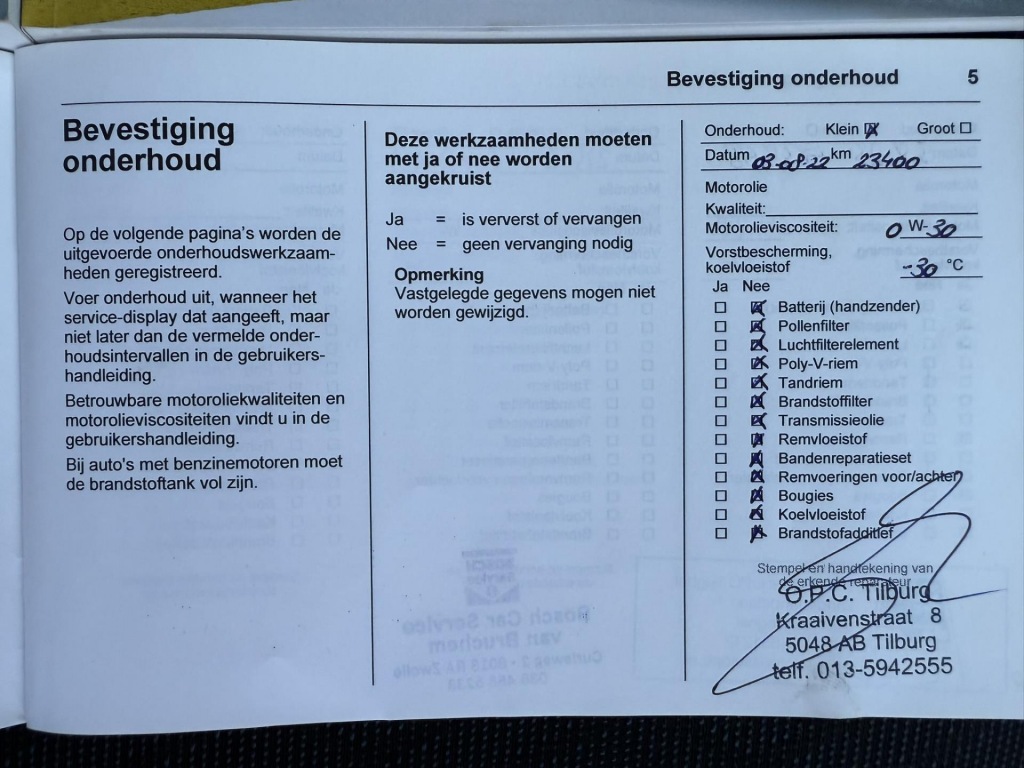 Bevestiging onderhoud 5
Bevestiging
onderhoud
Op de volgende pagina's worden de
uitgevoerde onderhoudswerkzaam-
heden geregistreerd.
Voer onderhoud uit, wanneer het
service-display dat aangeeft, maar
niet later dan de vermelde onder-
houdsintervallen in de gebruikers-
handleiding.
Betrouwbare motoroliekwaliteiten en
motorolieviscositeiten vindt u in de
gebruikershandleiding.
Bij auto's met benzinemotoren moet
de brandstoftank vol zijn.
Deze werkzaamheden moeten
met ja of nee worden
aangekruist
Ja = is ververst of vervangen
Nee = geen vervanging nodig
Opmerking
Vastgelegde gegevens mogen niet
worden gewijzigd.
Onderhoud: Klein Groot
Datum 03-08-22 km 23400
Motorolie
Kwaliteit:
Motorolieviscositeit: 0 W-30
Vorstbescherming,
koelvloeistof -30 °C
Ja Nee
Batterij (handzender)
Pollenfilter
Luchtfilterelement
Poly-V-riem
Tandriem
Brandstoffilter
Transmissieolie
Remvloeistof
Bandenreparatieset
Remvoeringen voor/achter
Bougies
Koelvloeistof
Brandstofadditief
Stempel en handtekening van
de erkende reparateur
O.P.C. Tilburg
Kraaivenstraat 8
5048 AB Tilburg
telf. 013-5942555